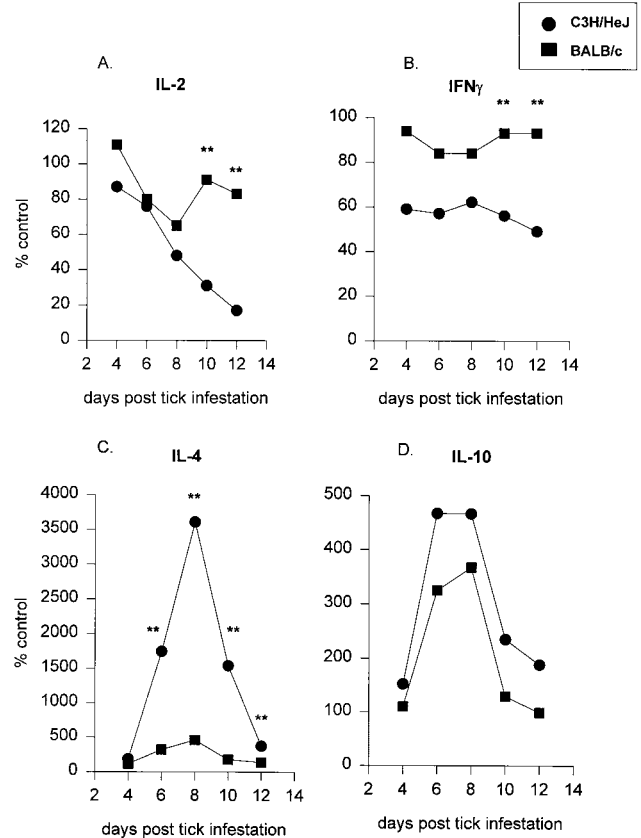 C3H/HeJ
BALB/c
A.
IL-2
120
100
80
60
40
20
0
% control
**
**
2 4 6 8 10 12 14
days post tick infestation
B.
IFNγ
100
80
60
40
20
0
** **
2 4 6 8 10 12 14
days post tick infestation
C.
IL-4
4000
3500
3000
2500
2000
1500
1000
500
0
% control
**
**
**
**
2 4 6 8 10 12 14
days post tick infestation
D.
IL-10
500
400
300
200
100
0
2 4 6 8 10 12 14
days post tick infestation